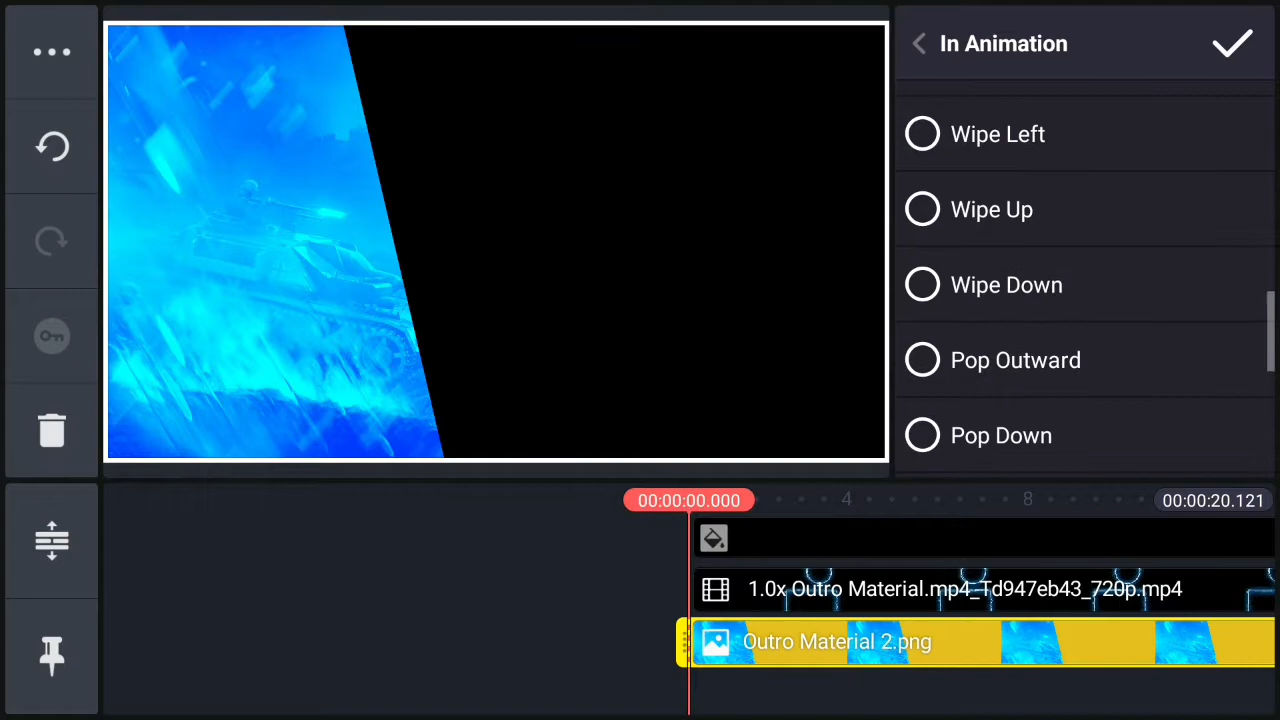 In Animation
Wipe Left
Wipe Up
Wipe Down
Pop Outward
Pop Down
00:00:00.000
4
8
00:00:20.121
1.0x Outro Material.mp4_Td947eb43_720p.mp4
Outro Material 2.png